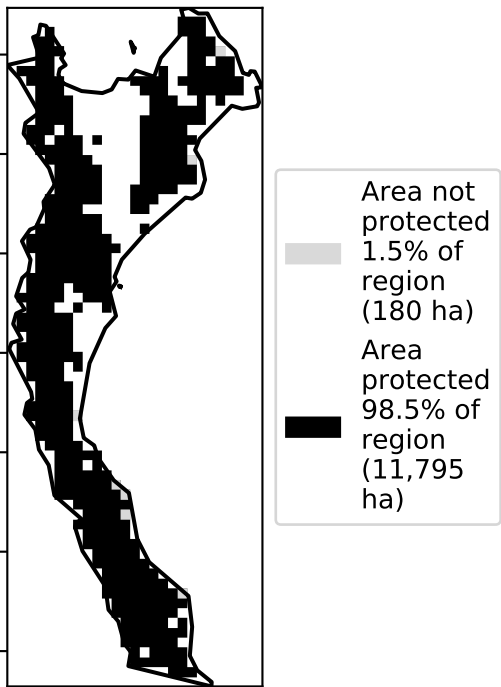 Area not
protected
1.5% of
region
(180 ha)
Area
protected
98.5% of
region
(11,795
ha)